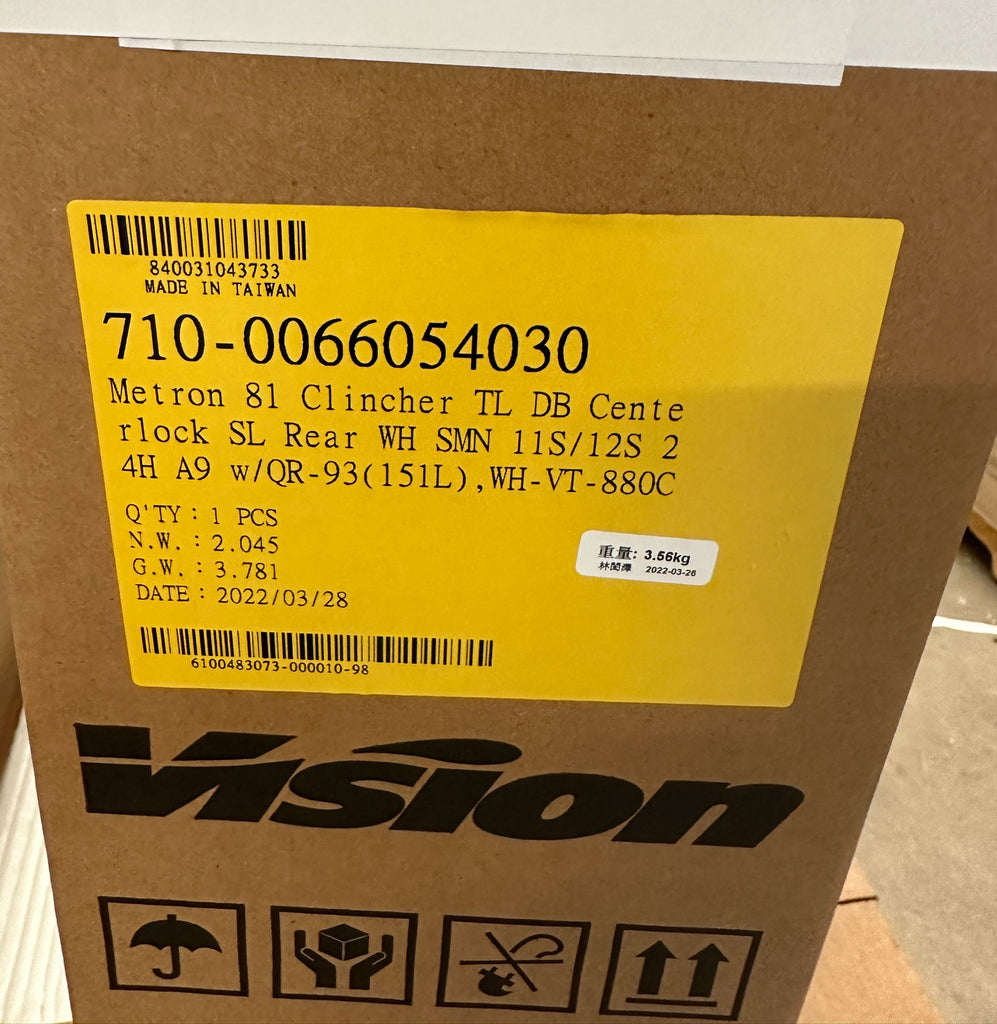 840031043733
MADE IN TAIWAN
710-0066054030
Metron 81 Clincher TL DB Cente
rlock SL Rear WH SMN 11S/12S 2
4H A9 w/QR-93(151L),WH-VT-880C
Q'TY : 1 PCS
N.W. : 2.045
G.W. : 3.781
DATE : 2022/03/28
重量: 3.56kg
2022-03-26
6100483073-000010-98
Vision